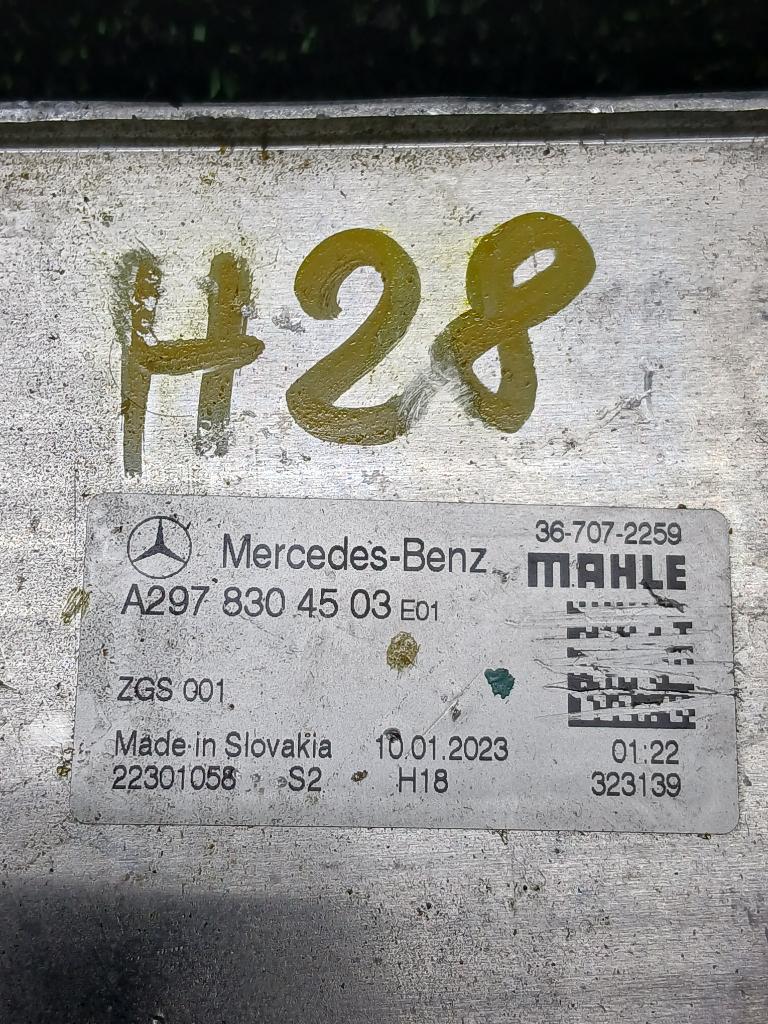 H28
36-707-2259
Mercedes-Benz MAHLE
A297 830 45 03 E01
ZGS 001
Made in Slovakia 10.01.2023 01:22
22301058 S2 H18 323139